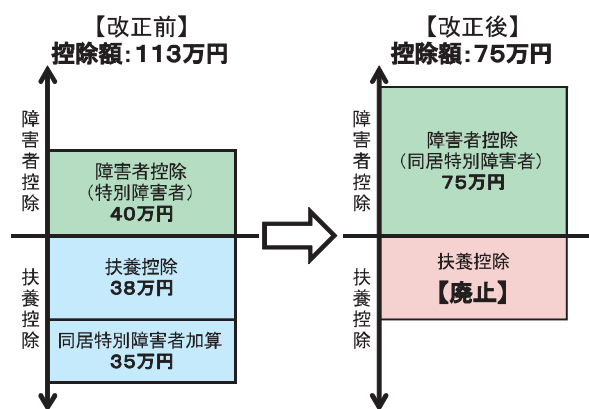 【改正前】
控除額：113万円
障害者控除
障害者控除
（特別障害者）
40万円
扶養控除
扶養控除
38万円
同居特別障害者加算
35万円
【改正後】
控除額：75万円
障害者控除
障害者控除
（同居特別障害者）
75万円
扶養控除
扶養控除
【廃止】